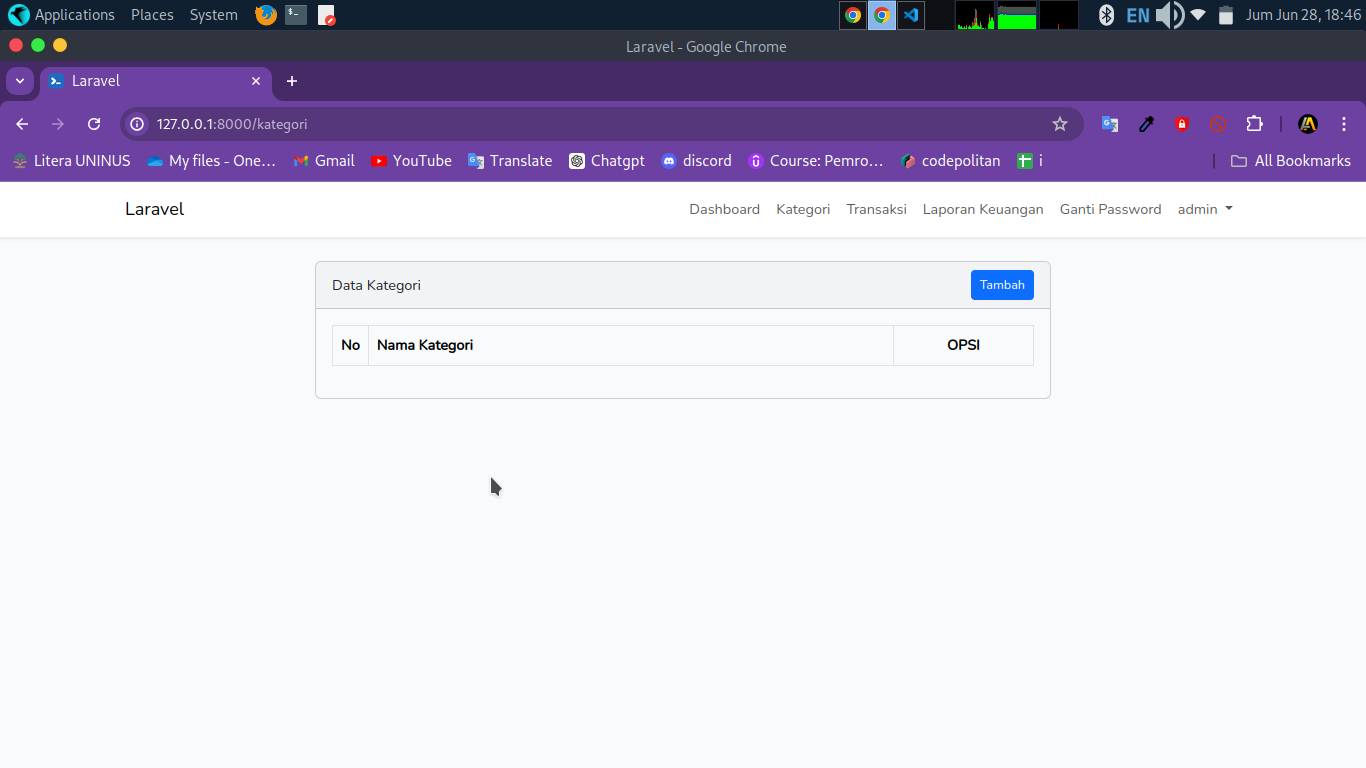 Applications Places System EN Jum Jun 28, 18:46
Laravel - Google Chrome
Laravel
127.0.0.1:8000/kategori
Litera UNINUS My files - One... Gmail YouTube Translate Chatgpt discord Course: Pemro... codepolitan i All Bookmarks
Laravel Dashboard Kategori Transaksi Laporan Keuangan Ganti Password admin
Data Kategori Tambah
No Nama Kategori OPSI